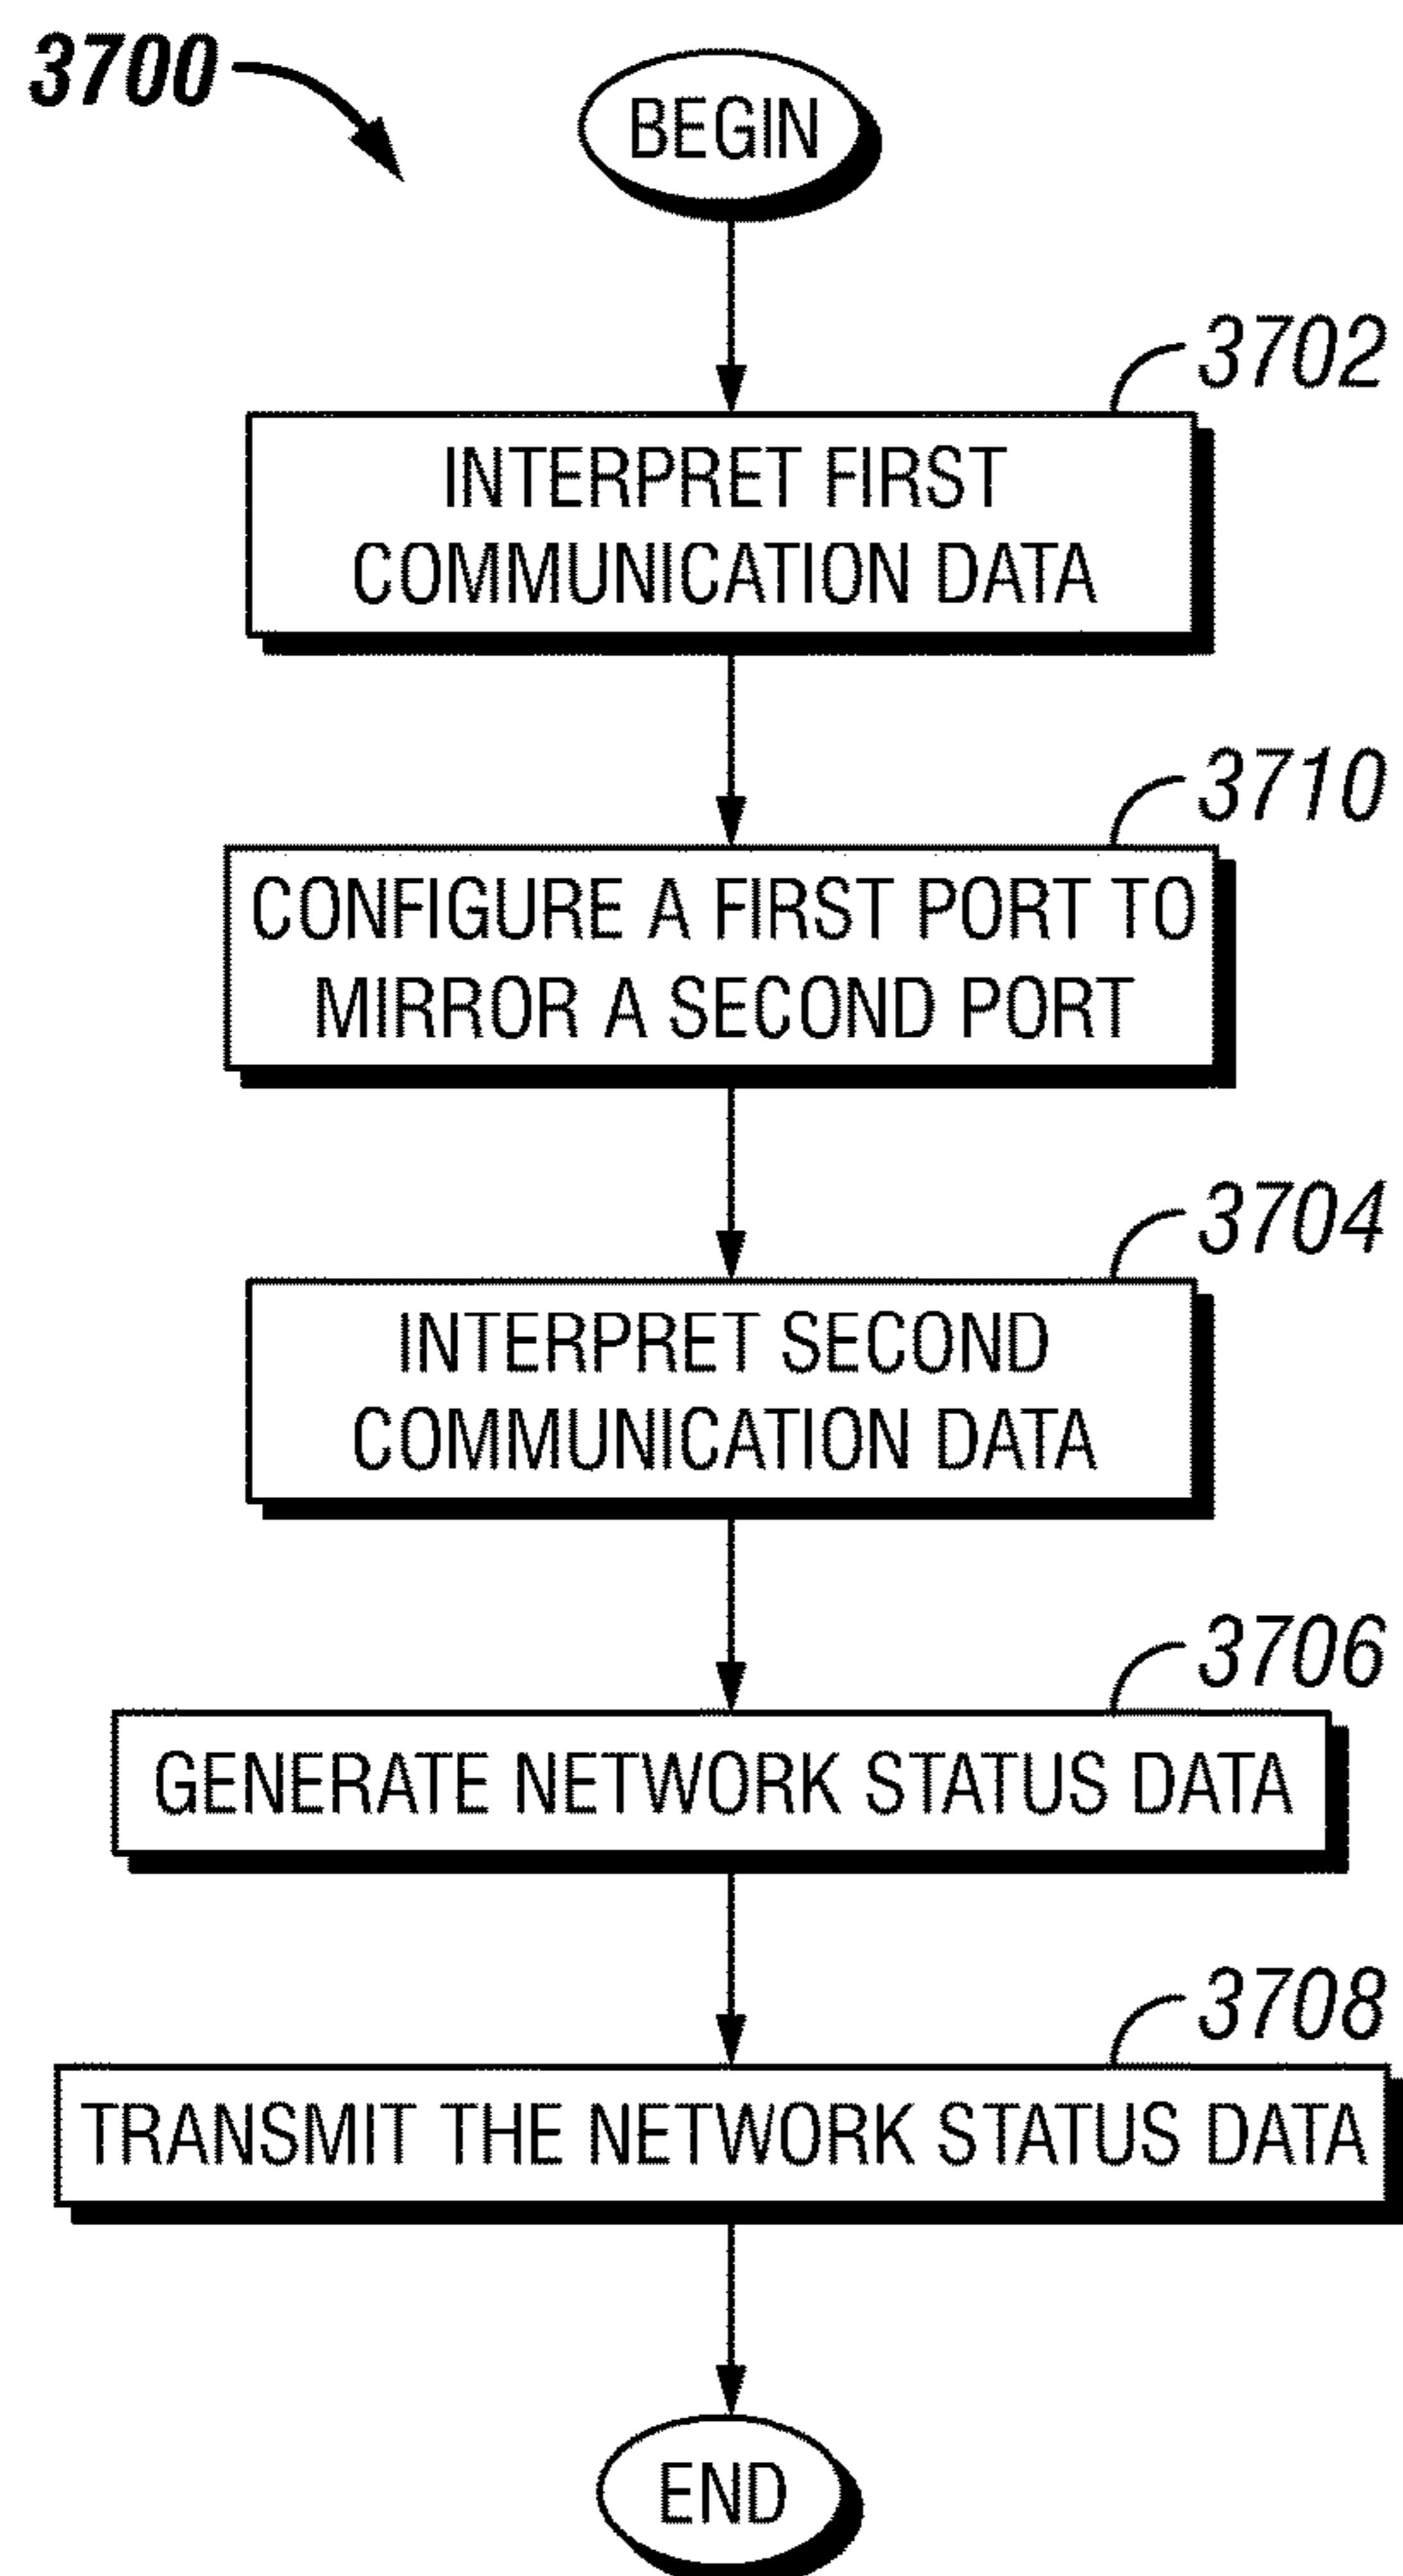 3700
BEGIN
3702
INTERPRET FIRST
COMMUNICATION DATA
3710
CONFIGURE A FIRST PORT TO
MIRROR A SECOND PORT
3704
INTERPRET SECOND
COMMUNICATION DATA
3706
GENERATE NETWORK STATUS DATA
3708
TRANSMIT THE NETWORK STATUS DATA
END